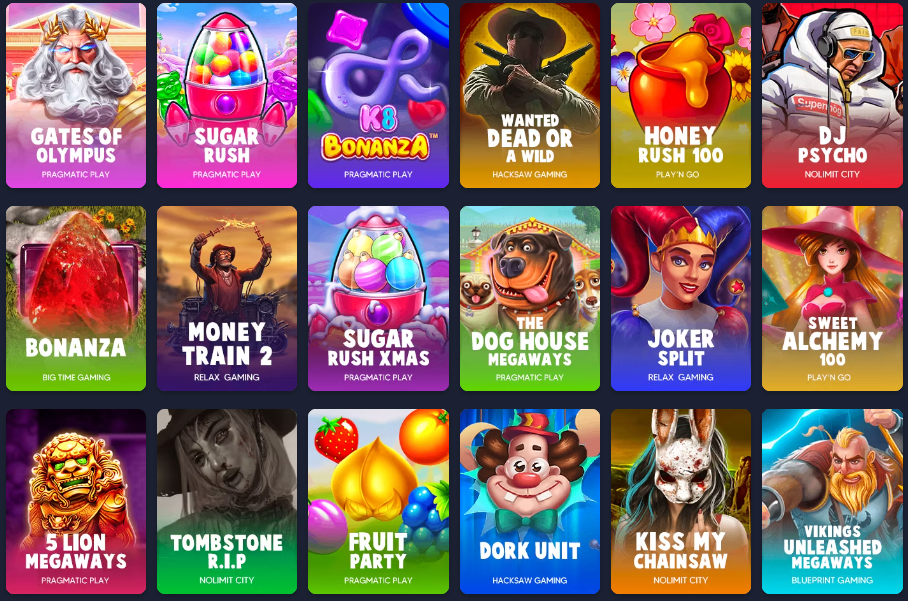 GATES OF
OLYMPUS
PRAGMATIC PLAY
SUGAR
RUSH
PRAGMATIC PLAY
K8
BONANZA™
PRAGMATIC PLAY
WANTED
DEAD OR
A WILD
HACKSAW GAMING
HONEY
RUSH 100
PLAY'N GO
Superhog
DJ
PSYCHO
NOLIMIT CITY
BONANZA
BIG TIME GAMING
MONEY
TRAIN 2
RELAX GAMING
SUGAR
RUSH XMAS
PRAGMATIC PLAY
THE
DOG HOUSE
MEGAWAYS
PRAGMATIC PLAY
JOKER
SPLIT
RELAX GAMING
SWEET
ALCHEMY
100
PLAY'N GO
5 LION
MEGAWAYS
PRAGMATIC PLAY
TOMBSTONE
R.I.P
NOLIMIT CITY
FRUIT
PARTY
PRAGMATIC PLAY
DORK UNIT
HACKSAW GAMING
KISS MY
CHAINSAW
NOLIMIT CITY
VIKINGS
UNLEASHED
MEGAWAYS
BLUEPRINT GAMING